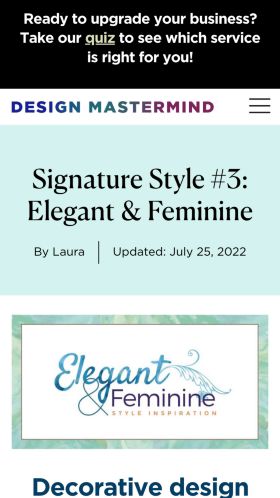 Ready to upgrade your business?
Take our quiz to see which service
is right for you!
DESIGN MASTERMIND
Signature Style #3:
Elegant & Feminine
By Laura
Updated: July 25, 2022
Elegant
& Feminine
STYLE INSPIRATION
Decorative design